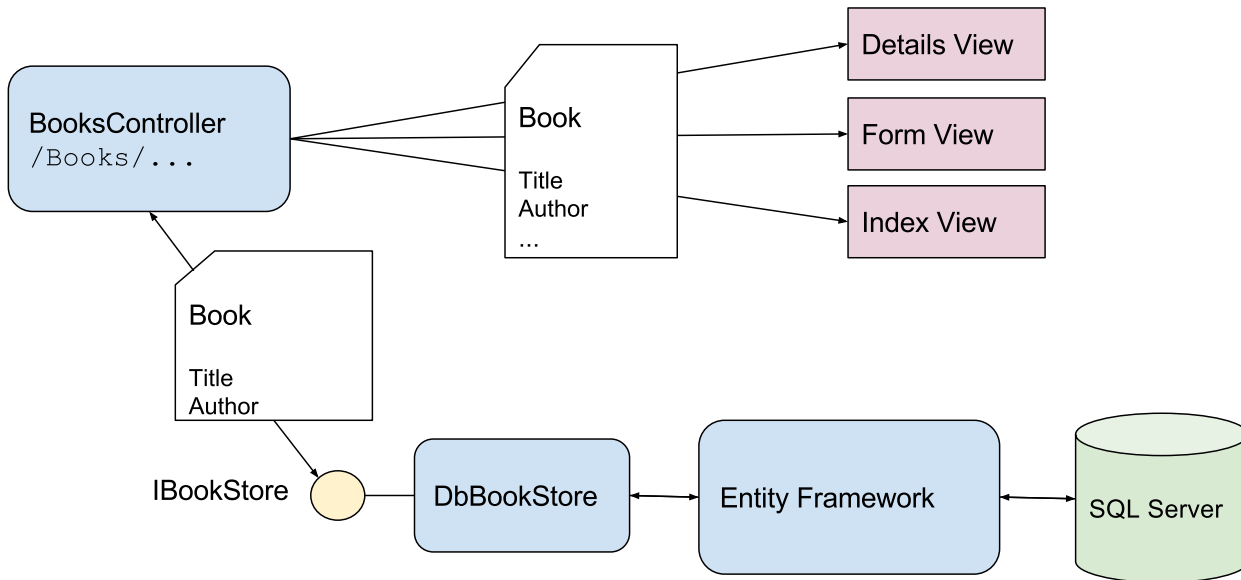 BooksController
/Books/...
Book
Title
Author
...
Details View
Form View
Index View
Book
Title
Author
IBookStore
DbBookStore
Entity Framework
SQL Server